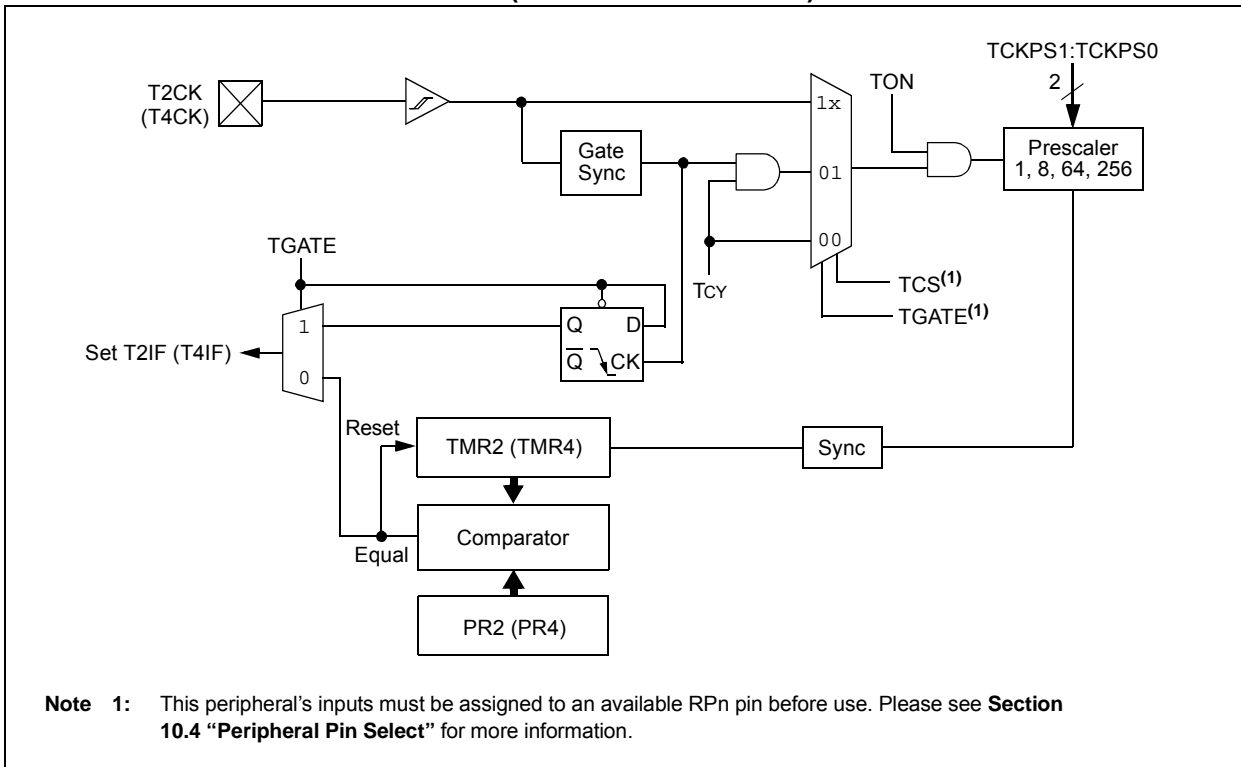 TCKPS1:TCKPS0
2
TON
T2CK
(T4CK)
1x
Gate
Sync
01
Prescaler
1, 8, 64, 256
00
TGATE
TCY
TCS(1)
TGATE(1)
1
Q
D
Set T2IF (T4IF)
Q
CK
0
Reset
TMR2 (TMR4)
Sync
Equal
Comparator
PR2 (PR4)
Note 1: This peripheral's inputs must be assigned to an available RPn pin before use. Please see Section
10.4 “Peripheral Pin Select” for more information.